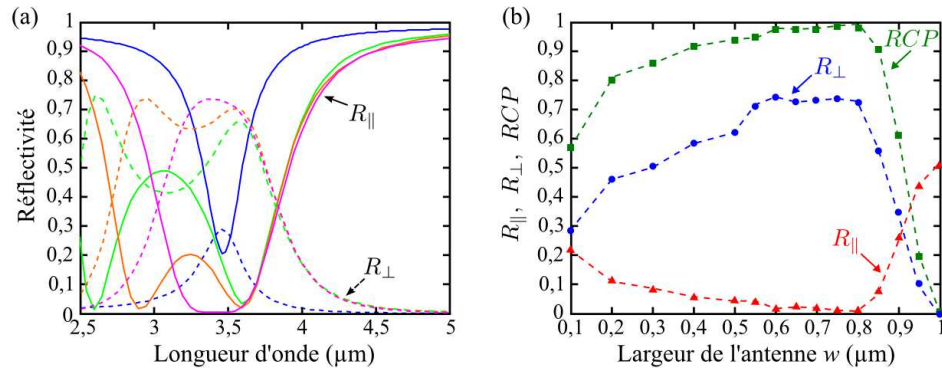 (a)
1
0,9
0,8
0,7
0,6
0,5
0,4
0,3
0,2
0,1
0
Réflectivité
R∥
R⊥
2,5 3 3,5 4 4,5 5
Longueur d'onde (µm)
(b)
1
0,9
0,8
0,7
0,6
0,5
0,4
0,3
0,2
0,1
0
R∥, R⊥, RCP
RCP
R⊥
R∥
0,1 0,2 0,3 0,4 0,5 0,6 0,7 0,8 0,9 1
Largeur de l'antenne w (µm)